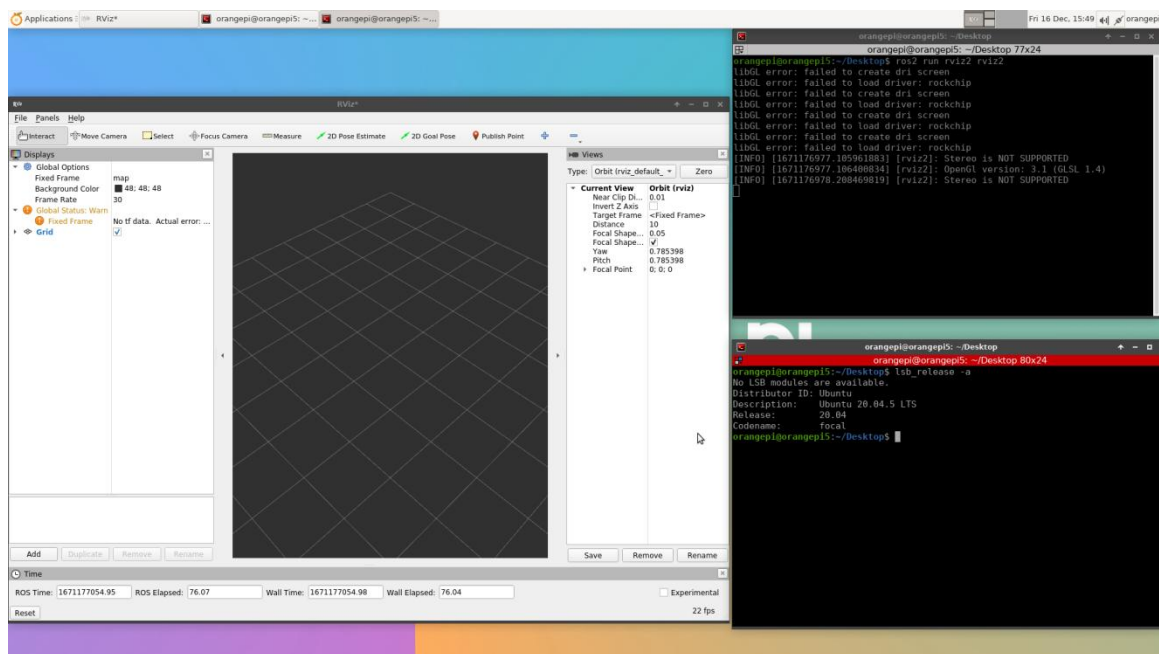 Applications RViz* orangepi@orangepi5: ~... orangepi@orangepi5: ~... Fri 16 Dec, 15:49 orangep
RViz*
File Panels Help
Interact Move Camera Select Focus Camera Measure 2D Pose Estimate 2D Goal Pose Publish Point
Displays
Global Options
Fixed Frame map
Background Color 48; 48; 48
Frame Rate 30
Global Status: Warn
Fixed Frame No tf data. Actual error: ...
Grid
Add Duplicate Remove Rename
Views
Type: Orbit (rviz_default_ Zero
Current View Orbit (rviz)
Near Clip Di... 0.01
Invert Z Axis
Target Frame <Fixed Frame>
Distance 10
Focal Shape... 0.05
Focal Shape...
Yaw 0.785398
Pitch 0.785398
Focal Point 0; 0; 0
Save Remove Rename
Time
ROS Time: 1671177054.95 ROS Elapsed: 76.07 Wall Time: 1671177054.98 Wall Elapsed: 76.04 Experimental
Reset 22 fps
orangepi@orangepi5: ~/Desktop
orangepi@orangepi5: ~/Desktop 77x24
orangepi@orangepi5:~/Desktop$ ros2 run rviz2 rviz2
libGL error: failed to create dri screen
libGL error: failed to load driver: rockchip
libGL error: failed to create dri screen
libGL error: failed to load driver: rockchip
libGL error: failed to create dri screen
libGL error: failed to load driver: rockchip
libGL error: failed to create dri screen
libGL error: failed to load driver: rockchip
[INFO] [1671176977.105961883] [rviz2]: Stereo is NOT SUPPORTED
[INFO] [1671176977.106400834] [rviz2]: OpenGl version: 3.1 (GLSL 1.4)
[INFO] [1671176978.208469819] [rviz2]: Stereo is NOT SUPPORTED
orangepi@orangepi5: ~/Desktop
orangepi@orangepi5: ~/Desktop 80x24
orangepi@orangepi5:~/Desktop$ lsb_release -a
No LSB modules are available.
Distributor ID: Ubuntu
Description: Ubuntu 20.04.5 LTS
Release: 20.04
Codename: focal
orangepi@orangepi5:~/Desktop$